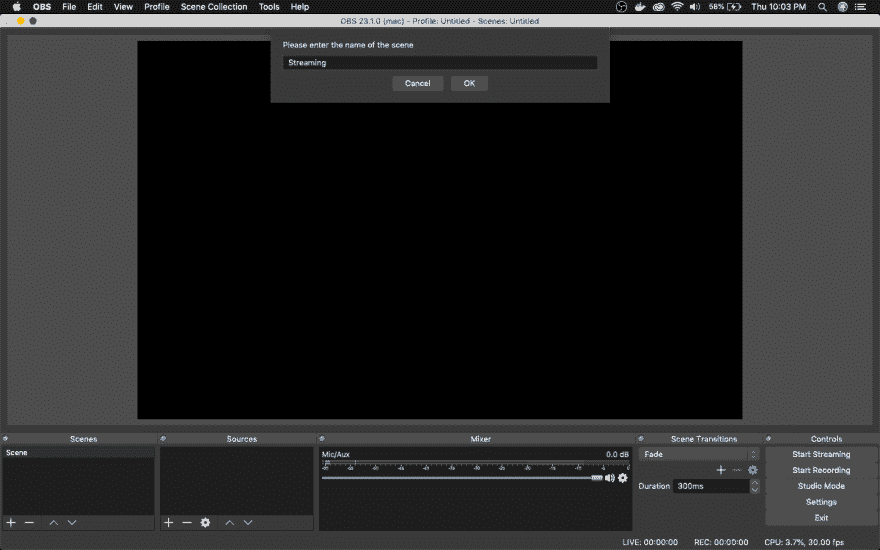 OBS File Edit View Profile Scene Collection Tools Help 58% Thu 10:03 PM
OBS 23.1.0 (mac) - Profile: Untitled - Scenes: Untitled
Please enter the name of the scene
Streaming
Cancel OK
Scenes Sources Mixer Scene Transitions Controls
Scene Mic/Aux 0.0 dB Fade Start Streaming
Start Recording
Duration 300ms Studio Mode
Settings
Exit
LIVE: 00:00:00 REC: 00:00:00 CPU: 3.7%, 30.00 fps